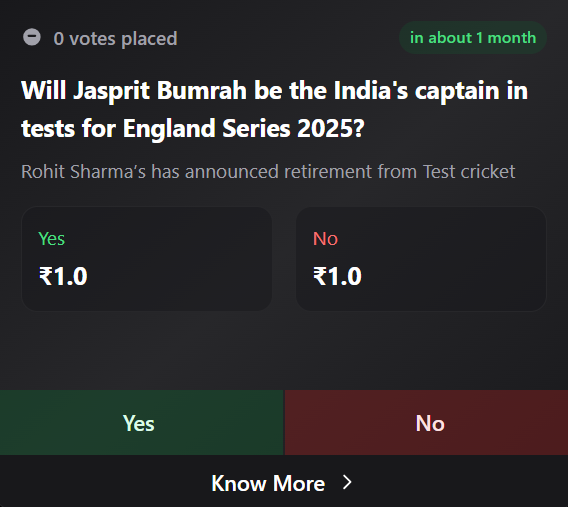 0 votes placed
in about 1 month
Will Jasprit Bumrah be the India's captain in
tests for England Series 2025?
Rohit Sharma’s has announced retirement from Test cricket
Yes
₹1.0
No
₹1.0
Yes
No
Know More